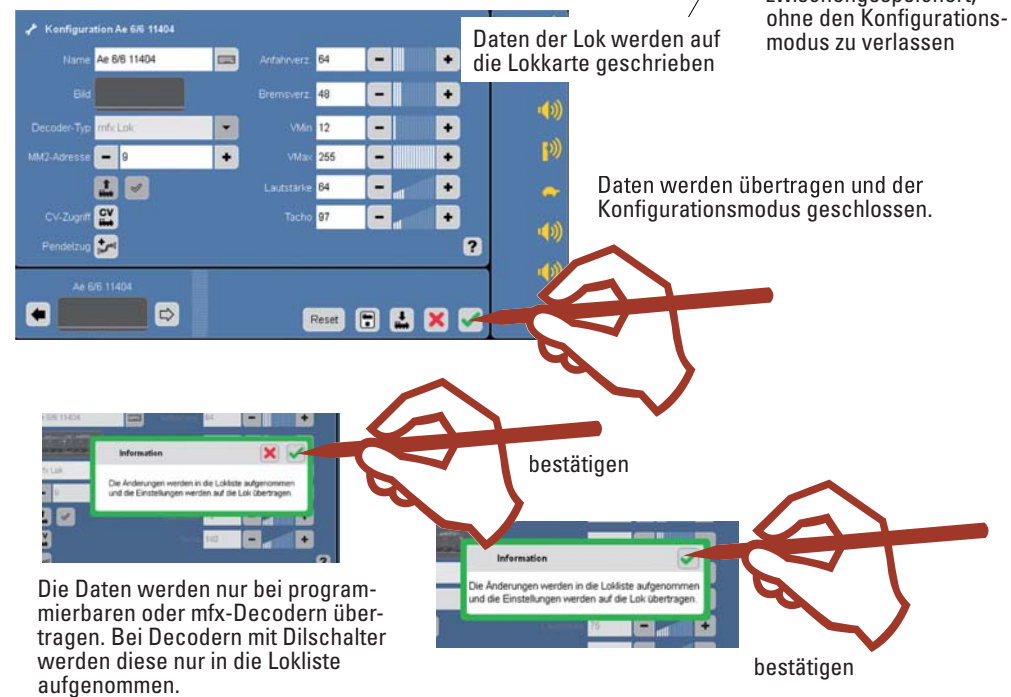 ohne den Konfigurations-
modus zu verlassen
Daten der Lok werden auf
die Lokkarte geschrieben
Konfiguration Ae 6/6 11404
Name Ae 6/6 11404
Bild
Decoder-Typ mfx Lok
MM2-Adresse - 9 +
CV-Zugriff CV
Pendelzug
Anfahrverz. 64 - +
Bremsverz. 48 - +
VMin 12 - +
VMax 255 - +
Lautstärke 64 - +
Tacho 97 - +
?
Ae 6/6 11404
Reset
Daten werden übertragen und der
Konfigurationsmodus geschlossen.
Information
Die Änderungen werden in die Lokliste aufgenommen
und die Einstellungen werden auf die Lok übertragen
140
bestätigen
Die Daten werden nur bei program-
mierbaren oder mfx-Decodern über-
tragen. Bei Decodern mit Dilschalter
werden diese nur in die Lokliste
aufgenommen.
Information
Die Änderungen werden in die Lokliste aufgenommen
und die Einstellungen werden auf die Lok übertragen.
bestätigen